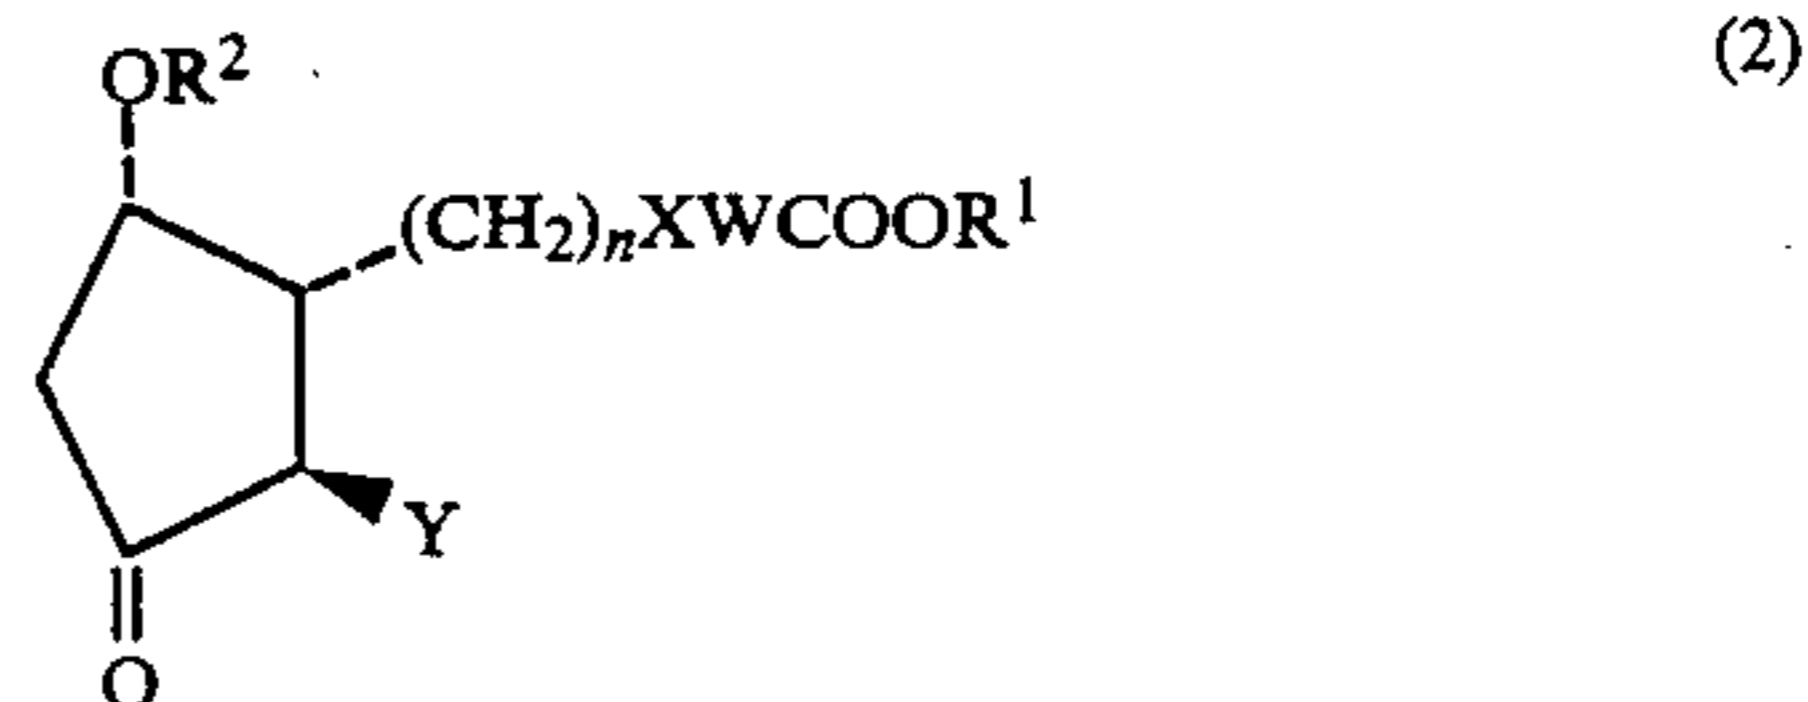 OR² (2)
(CH₂)ₙXWCOOR¹
Y
O